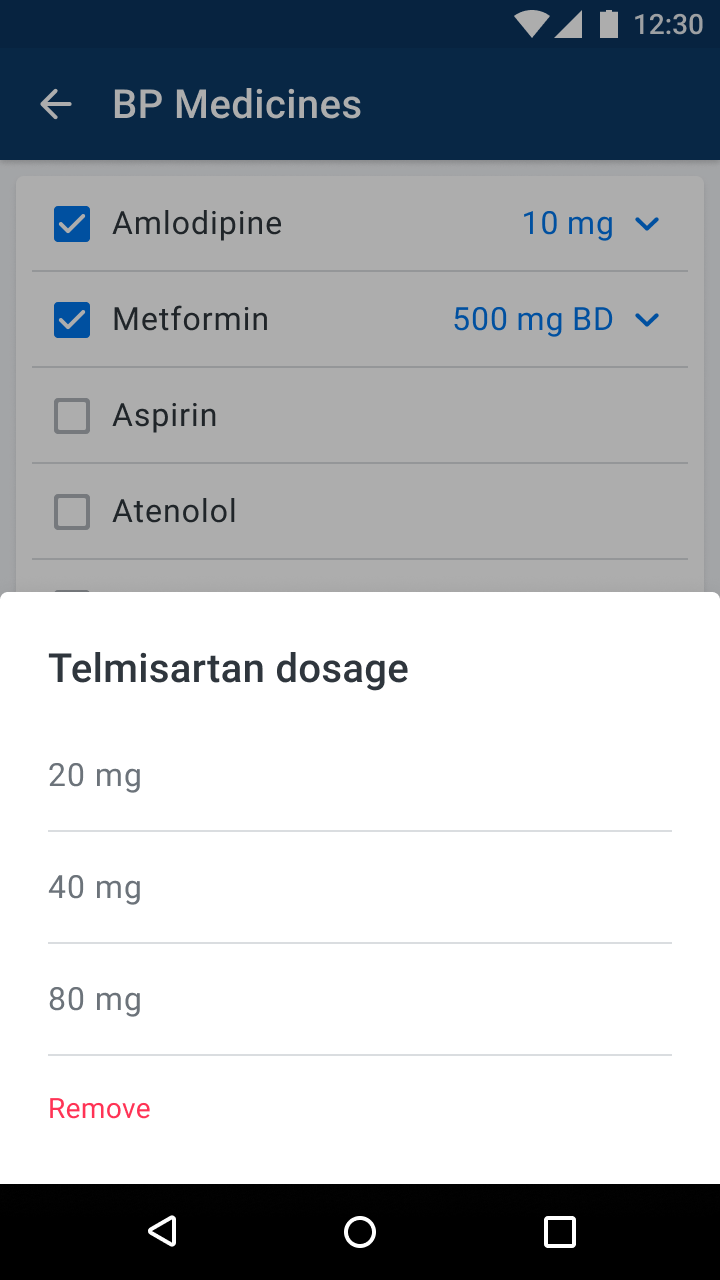 12:30
BP Medicines
Amlodipine 10 mg
Metformin 500 mg BD
Aspirin
Atenolol
Telmisartan dosage
20 mg
40 mg
80 mg
Remove